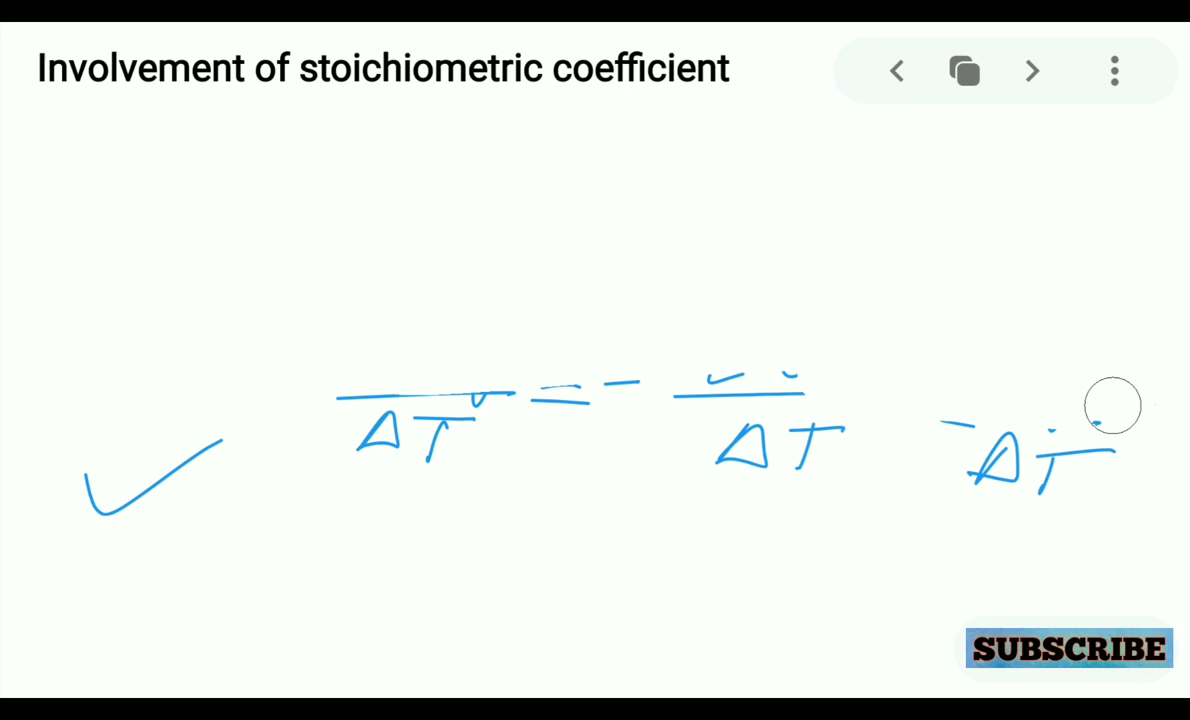 Involvement of stoichiometric coefficient
ΔT = - ΔT ΔT
SUBSCRIBE